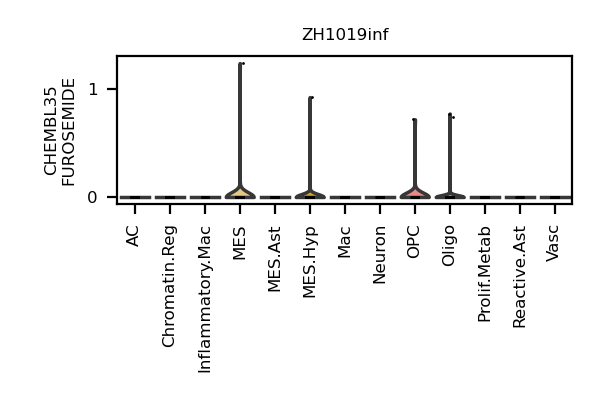 ZH1019inf
CHEMBL35
FUROSEMIDE
1
0
AC
Chromatin.Reg
Inflammatory.Mac
MES
MES.Ast
MES.Hyp
Mac
Neuron
OPC
Oligo
Prolif.Metab
Reactive.Ast
Vasc